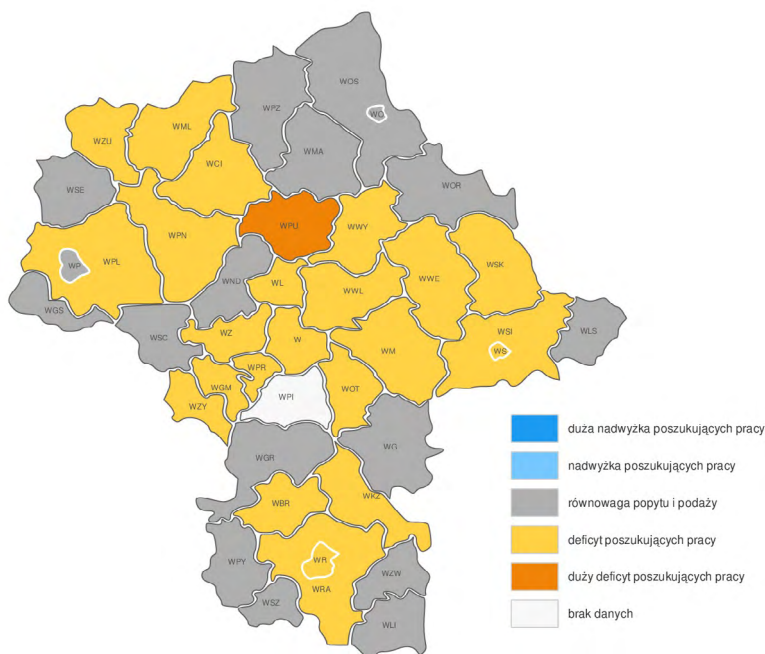 WOS
WPZ
WO
WML
WZU
WMA
WCI
WSE
WOR
WPU
WWY
WPN
WPL
WP
WND
WL
WWL
WWE
WSK
WGS
WSC
WZ
W
WM
WSI
WS
WLS
WPR
WGM
WPI
WOT
WZY
WG
WGR
WBR
WKZ
WPY
WR
WRA
WZW
WSZ
WLI
duża nadwyżka poszukujących pracy
nadwyżka poszukujących pracy
równowaga popytu i podaży
deficyt poszukujących pracy
duży deficyt poszukujących pracy
brak danych